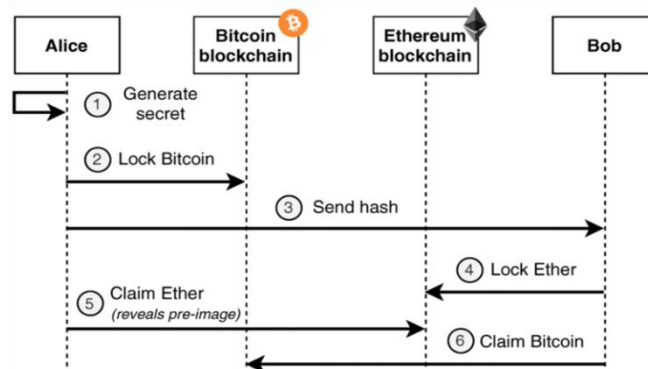 Alice
Bitcoin
blockchain
Ethereum
blockchain
Bob
1 Generate
secret
2 Lock Bitcoin
3 Send hash
4 Lock Ether
5 Claim Ether
(reveals pre-image)
6 Claim Bitcoin